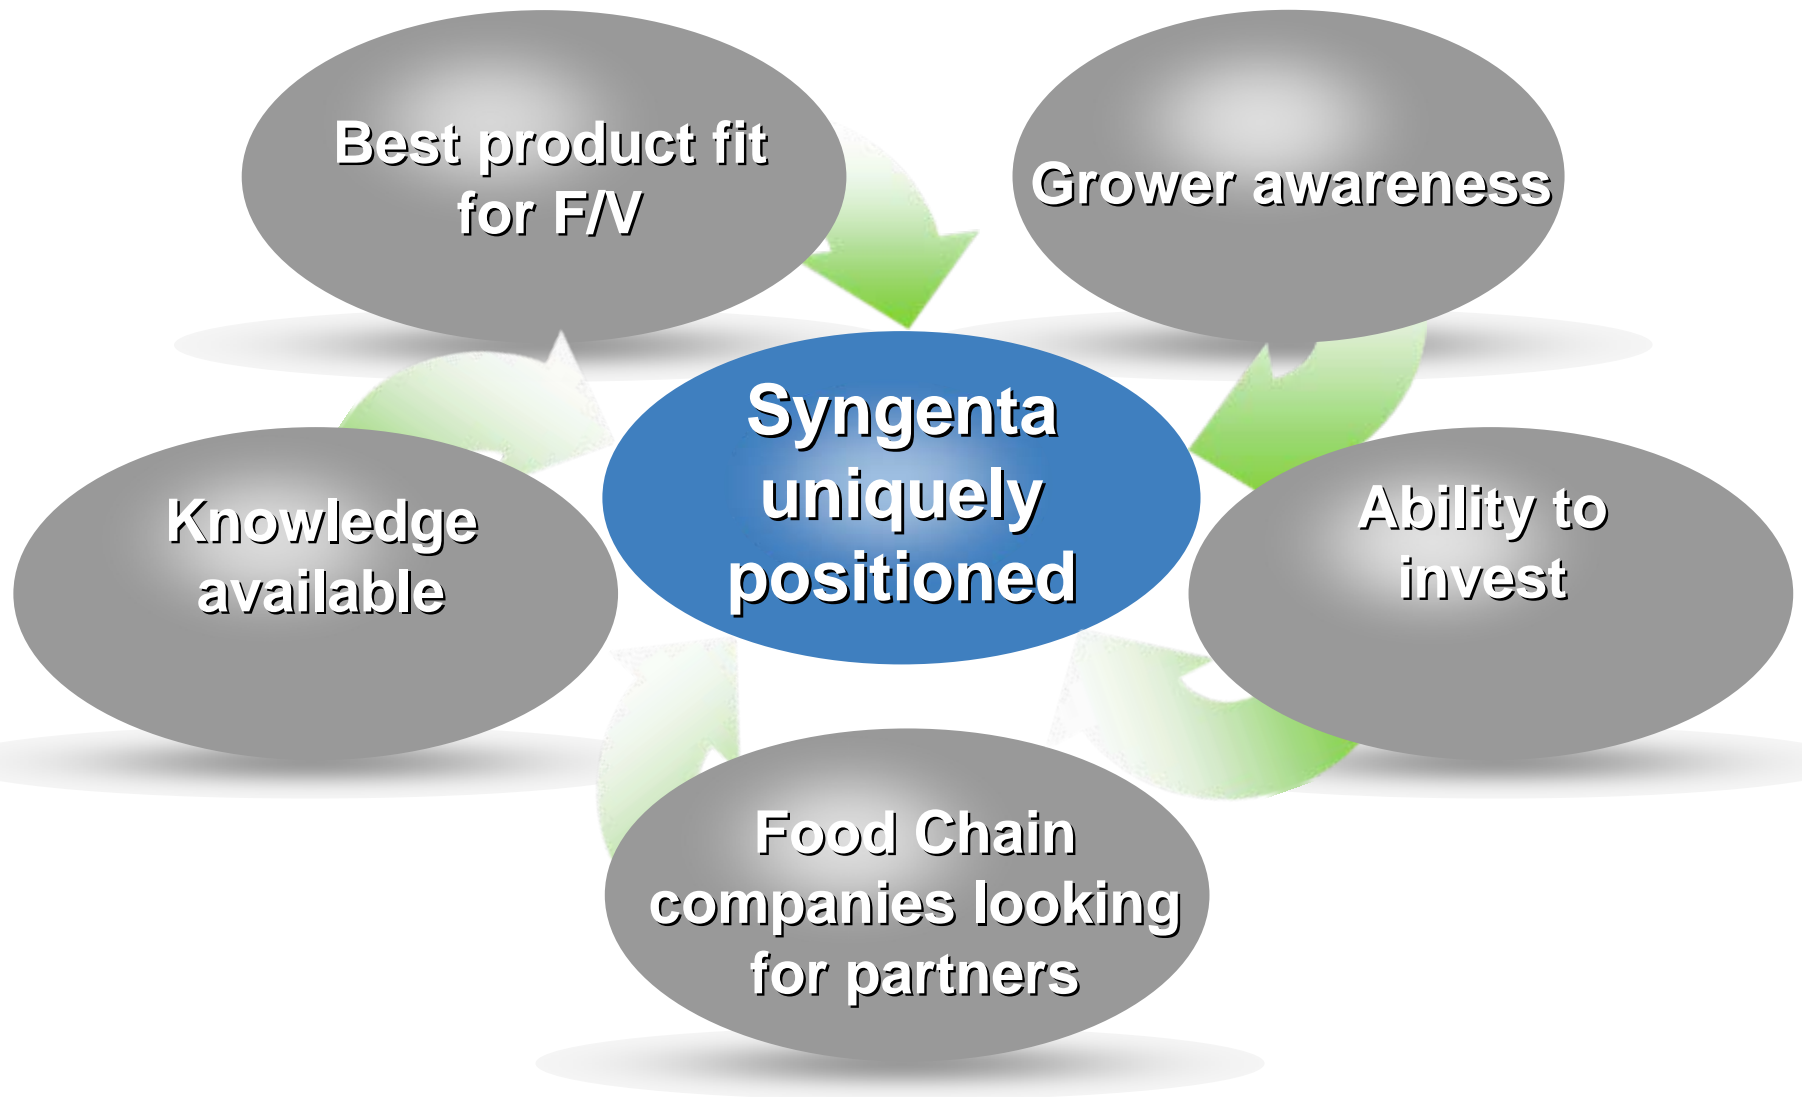 Best product fit
for F/V
Grower awareness
Syngenta
uniquely
positioned
Knowledge
available
Ability to
invest
Food Chain
companies looking
for partners